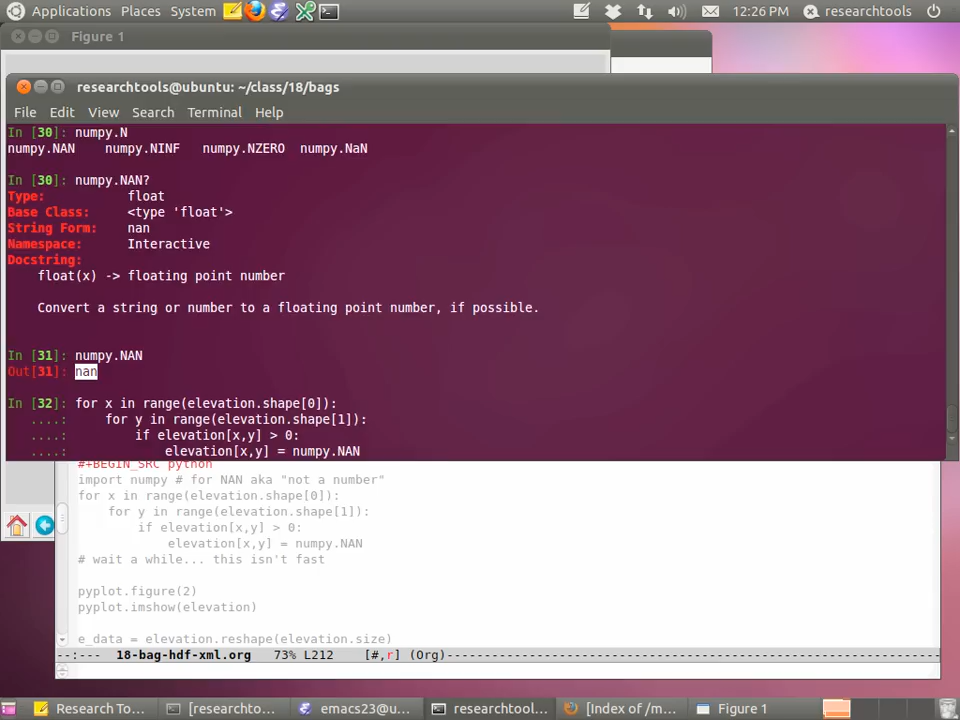 Applications Places System 12:26 PM researchtools
Figure 1
researchtools@ubuntu: ~/class/18/bags
File Edit View Search Terminal Help
In [30]: numpy.N
numpy.NAN numpy.NINF numpy.NZERO numpy.NaN
In [30]: numpy.NAN?
Type: float
Base Class: <type 'float'>
String Form: nan
Namespace: Interactive
Docstring:
float(x) -> floating point number
Convert a string or number to a floating point number, if possible.
In [31]: numpy.NAN
Out[31]: nan
In [32]: for x in range(elevation.shape[0]):
....: for y in range(elevation.shape[1]):
....: if elevation[x,y] > 0:
....: elevation[x,y] = numpy.NAN
#+BEGIN_SRC python
import numpy # for NAN aka "not a number"
for x in range(elevation.shape[0]):
for y in range(elevation.shape[1]):
if elevation[x,y] > 0:
elevation[x,y] = numpy.NAN
# wait a while... this isn't fast
pyplot.figure(2)
pyplot.imshow(elevation)
e_data = elevation.reshape(elevation.size)
--:--- 18-bag-hdf-xml.org 73% L212 [#,r] (Org)----------------------------------------------------------------
Research To... [researchto... emacs23@u... researchtool... [Index of /m... Figure 1